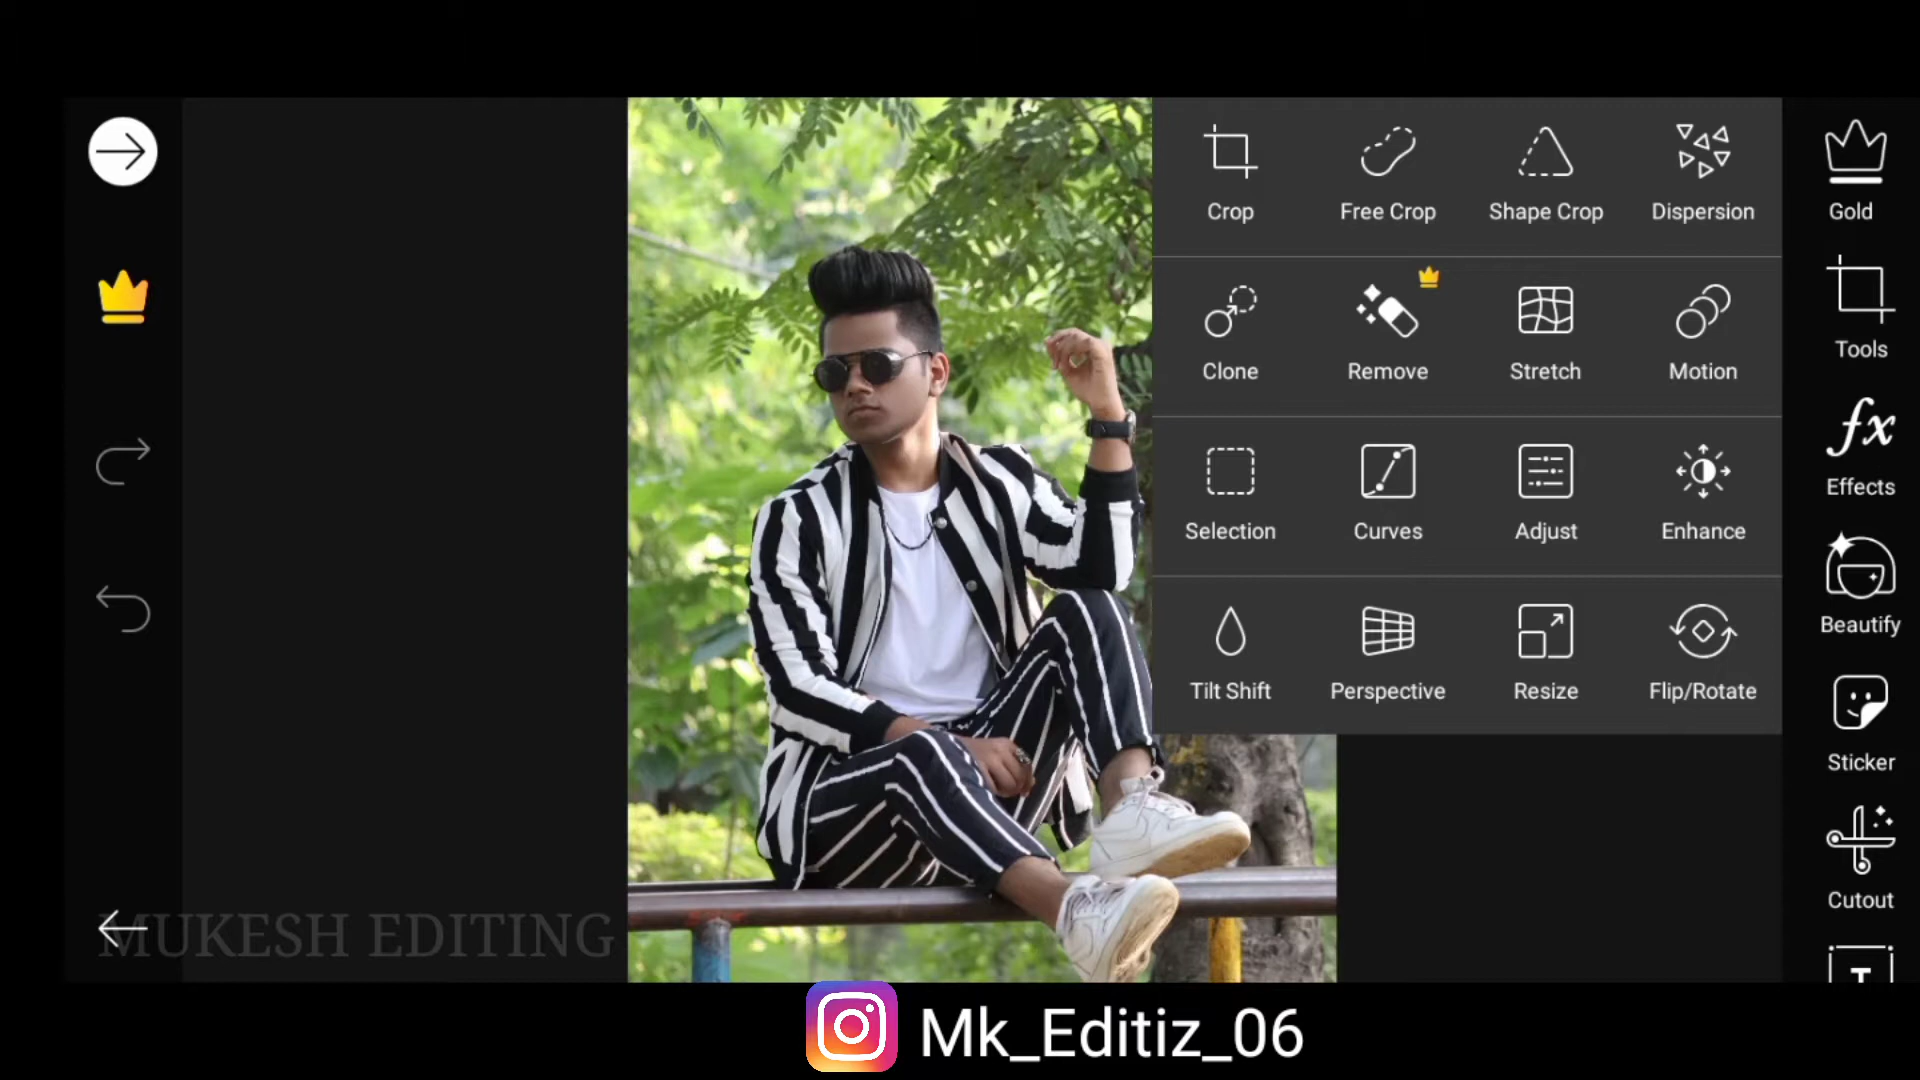 Crop Free Crop Shape Crop Dispersion
Gold
Clone Remove Stretch Motion
Tools
Selection Curves Adjust Enhance
fx
Effects
Beautify
Tilt Shift Perspective Resize Flip/Rotate
Sticker
Cutout
T
MUKESH EDITING
Mk_Editiz_06